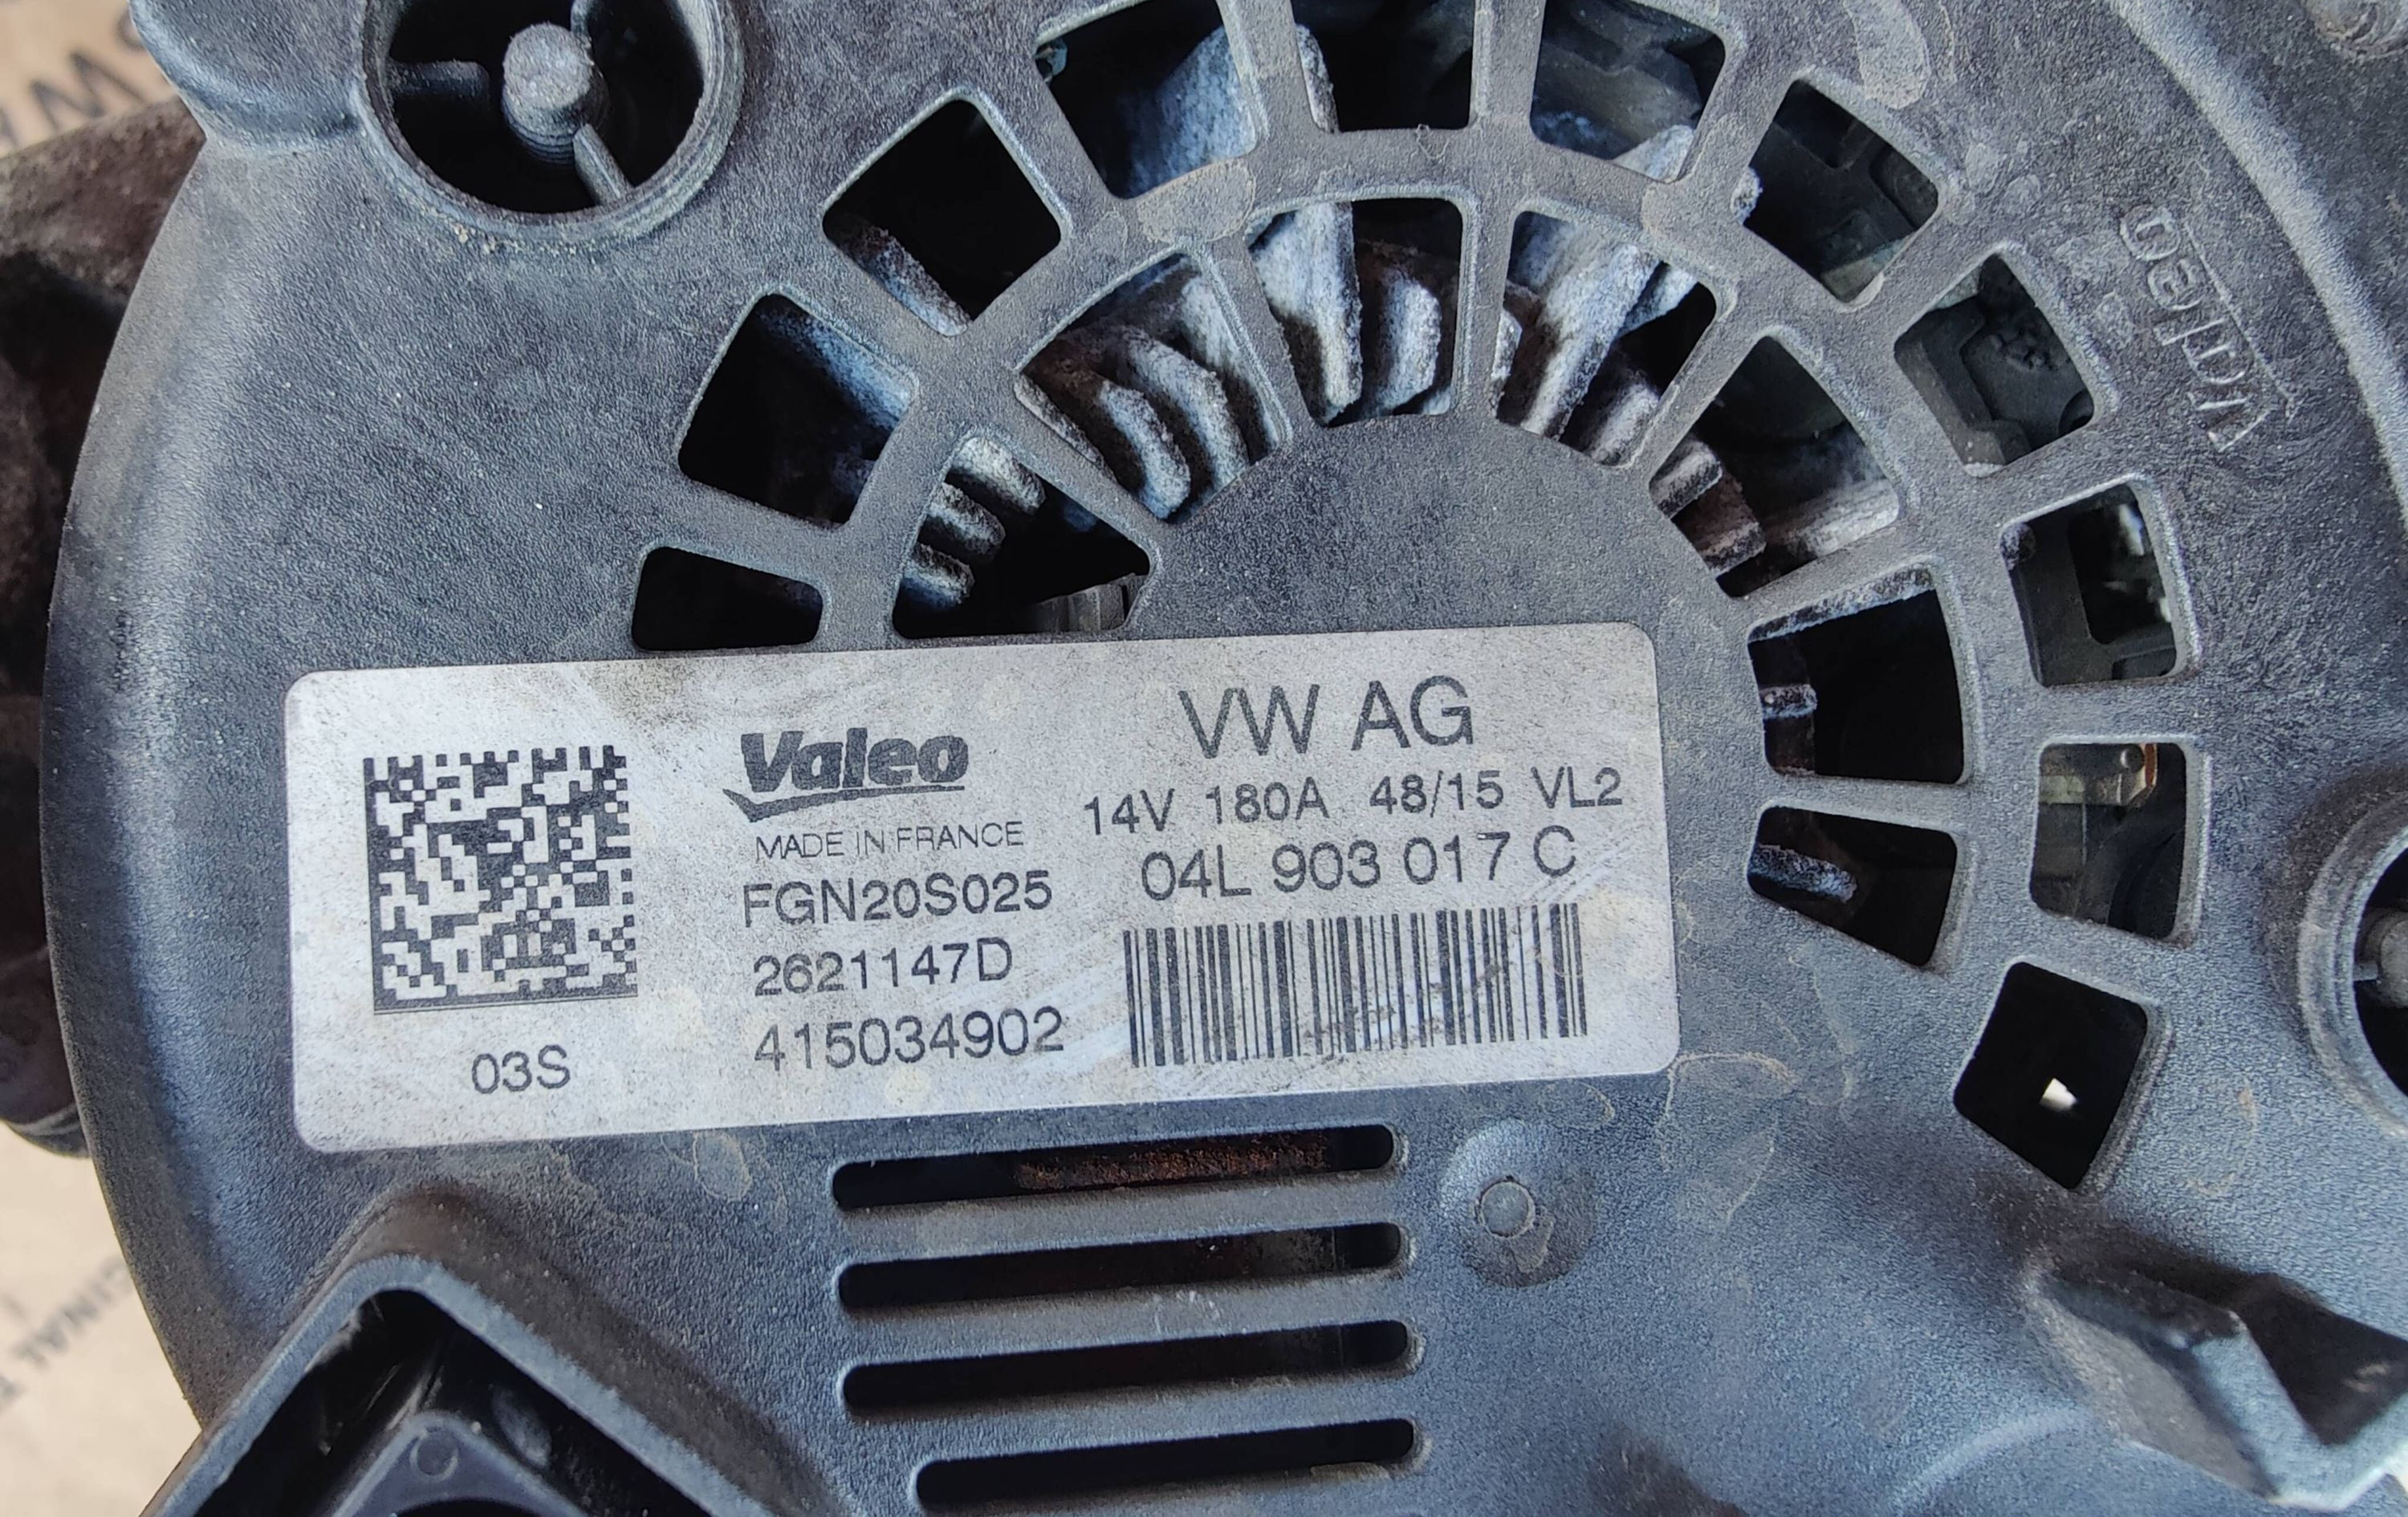 Valeo
Valeo
MADE IN FRANCE
FGN20S025
2621147D
415034902
03S
VW AG
14V 180A 48/15 VL2
04L 903 017 C